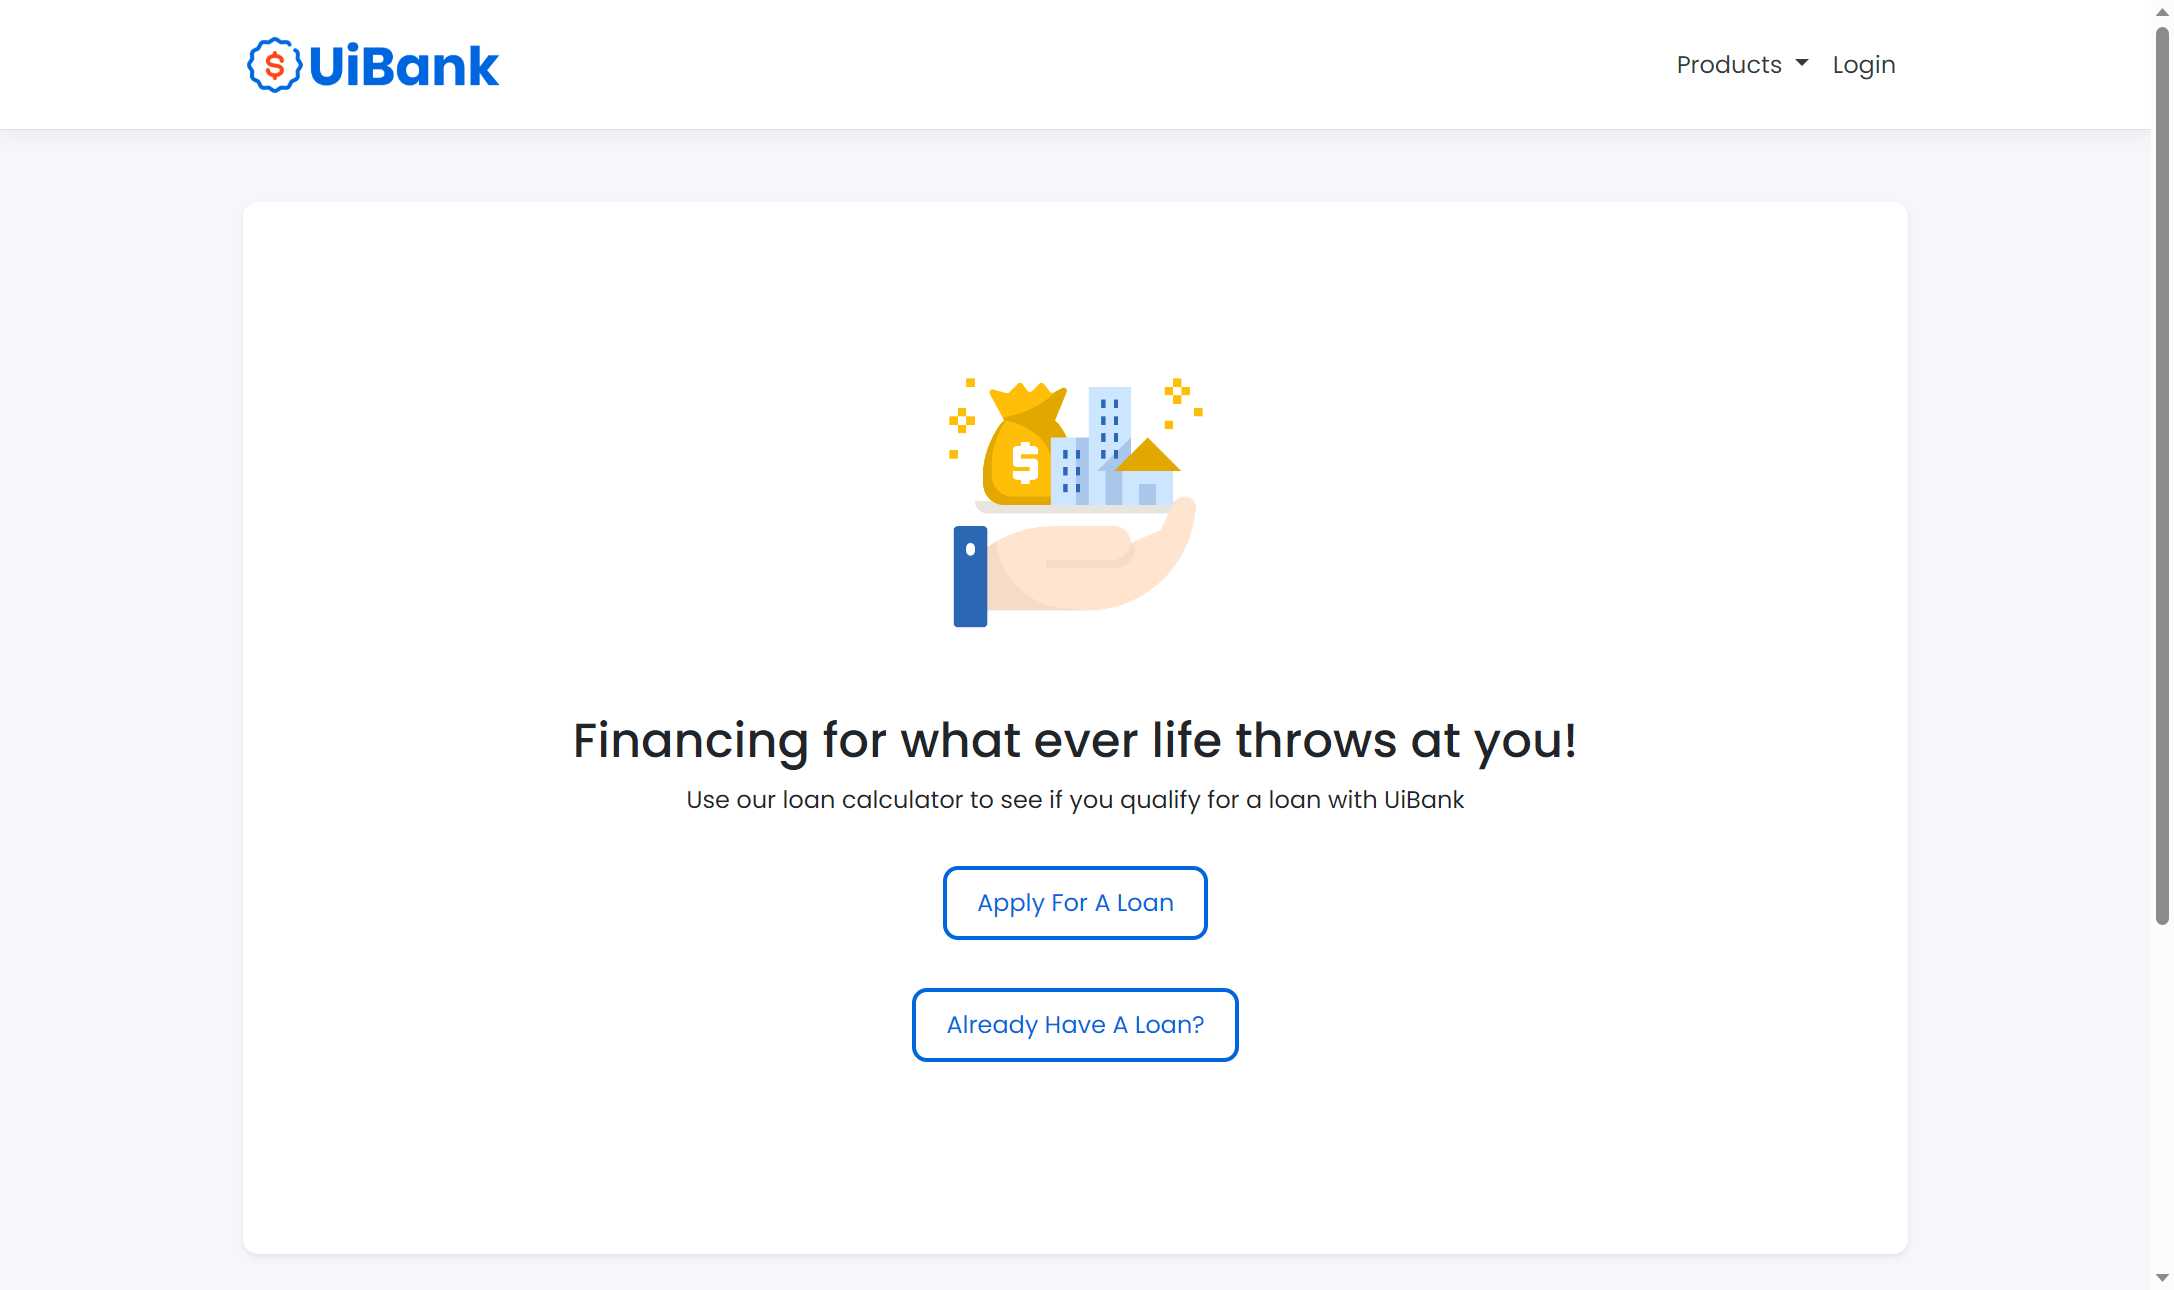 UiBank
Products
Login
Financing for what ever life throws at you!
Use our loan calculator to see if you qualify for a loan with UiBank
Apply For A Loan
Already Have A Loan?